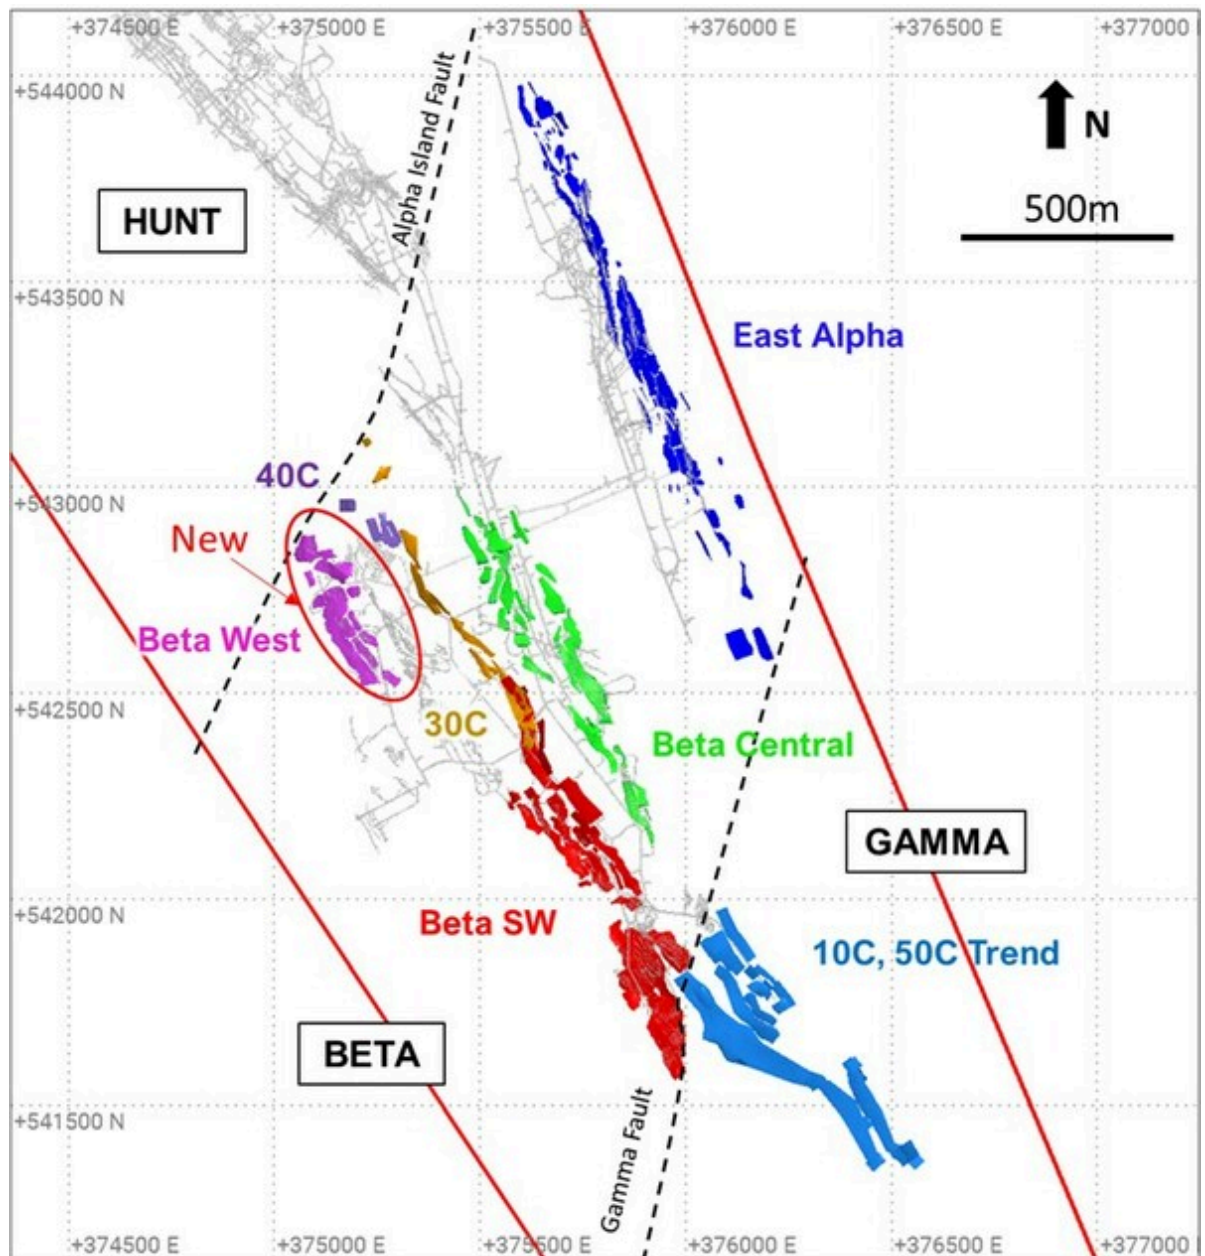 +374500 E
+375000 E
+375500 E
+376000 E
+376500 E
+377000
+544000 N
Alpha Island Fault
N
HUNT
500m
+543500 N
East Alpha
40C
+543000 N
New
Beta West
+542500 N
30C
Beta Central
GAMMA
+542000 N
Beta SW
10C, 50C Trend
BETA
Gamma Fault
+541500 N
+374500 E
+375000 E
+375500 E
+376000 E
+376500 E
+377000